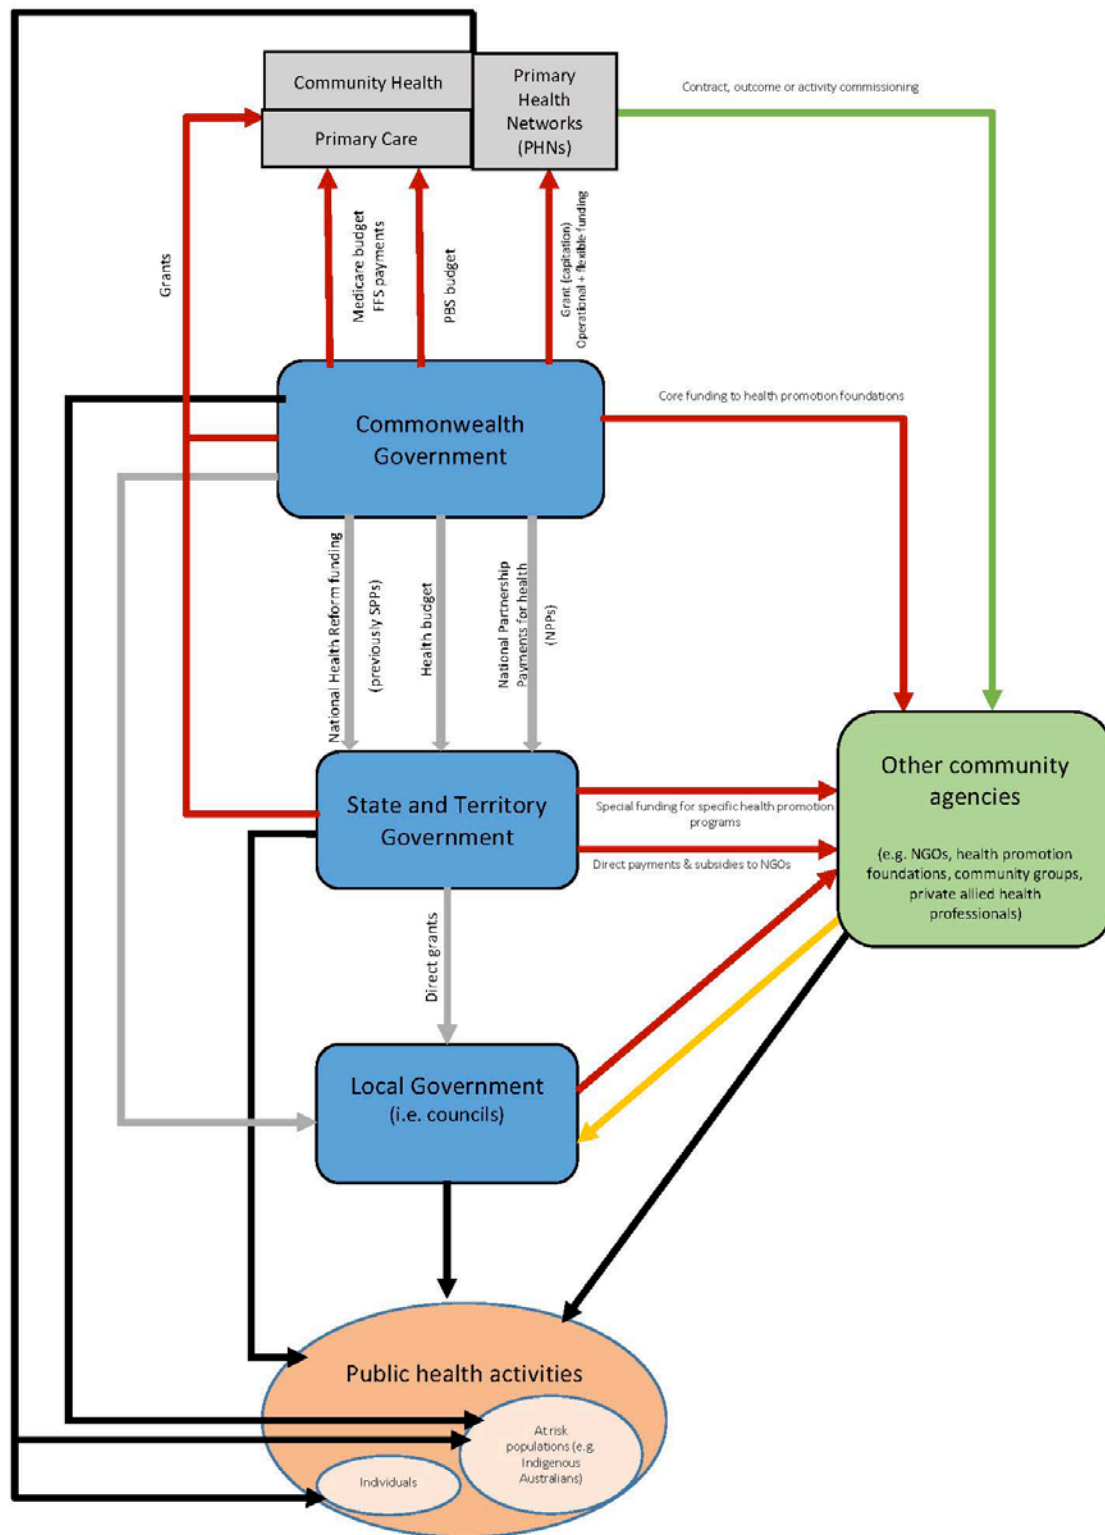 Community Health
Primary Care
Primary
Health
Networks
(PHNs)
Contract, outcome or activity commissioning
Grants
Medicare budget
FFS payments
PBS budget
Grant (capitation)
Operational + flexible funding
Commonwealth
Government
Core funding to health promotion foundations
National Health Reform funding
(previously SPPs)
Health budget
National Partnership
Payments for health
(NPPs)
State and Territory
Government
Special funding for specific health promotion
programs
Direct payments & subsidies to NGOs
Other community
agencies
(e.g. NGOs, health promotion
foundations, community groups,
private allied health
professionals)
Direct grants
Local Government
(i.e. councils)
Public health activities
At risk
populations (e.g.
Indigenous
Australians)
Individuals